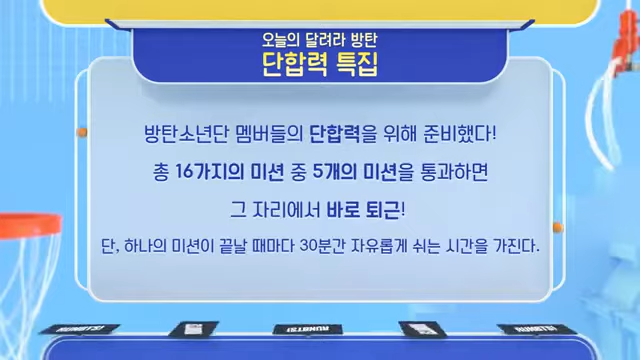 오늘의 달려라 방탄
단합력 특집
방탄소년단 멤버들의 단합력을 위해 준비했다!
총 16가지의 미션 중 5개의 미션을 통과하면
그 자리에서 바로 퇴근!
단, 하나의 미션이 끝날 때마다 30분간 자유롭게 쉬는 시간을 가진다.
RUNBTS! RUNBTS! RUNBTS!